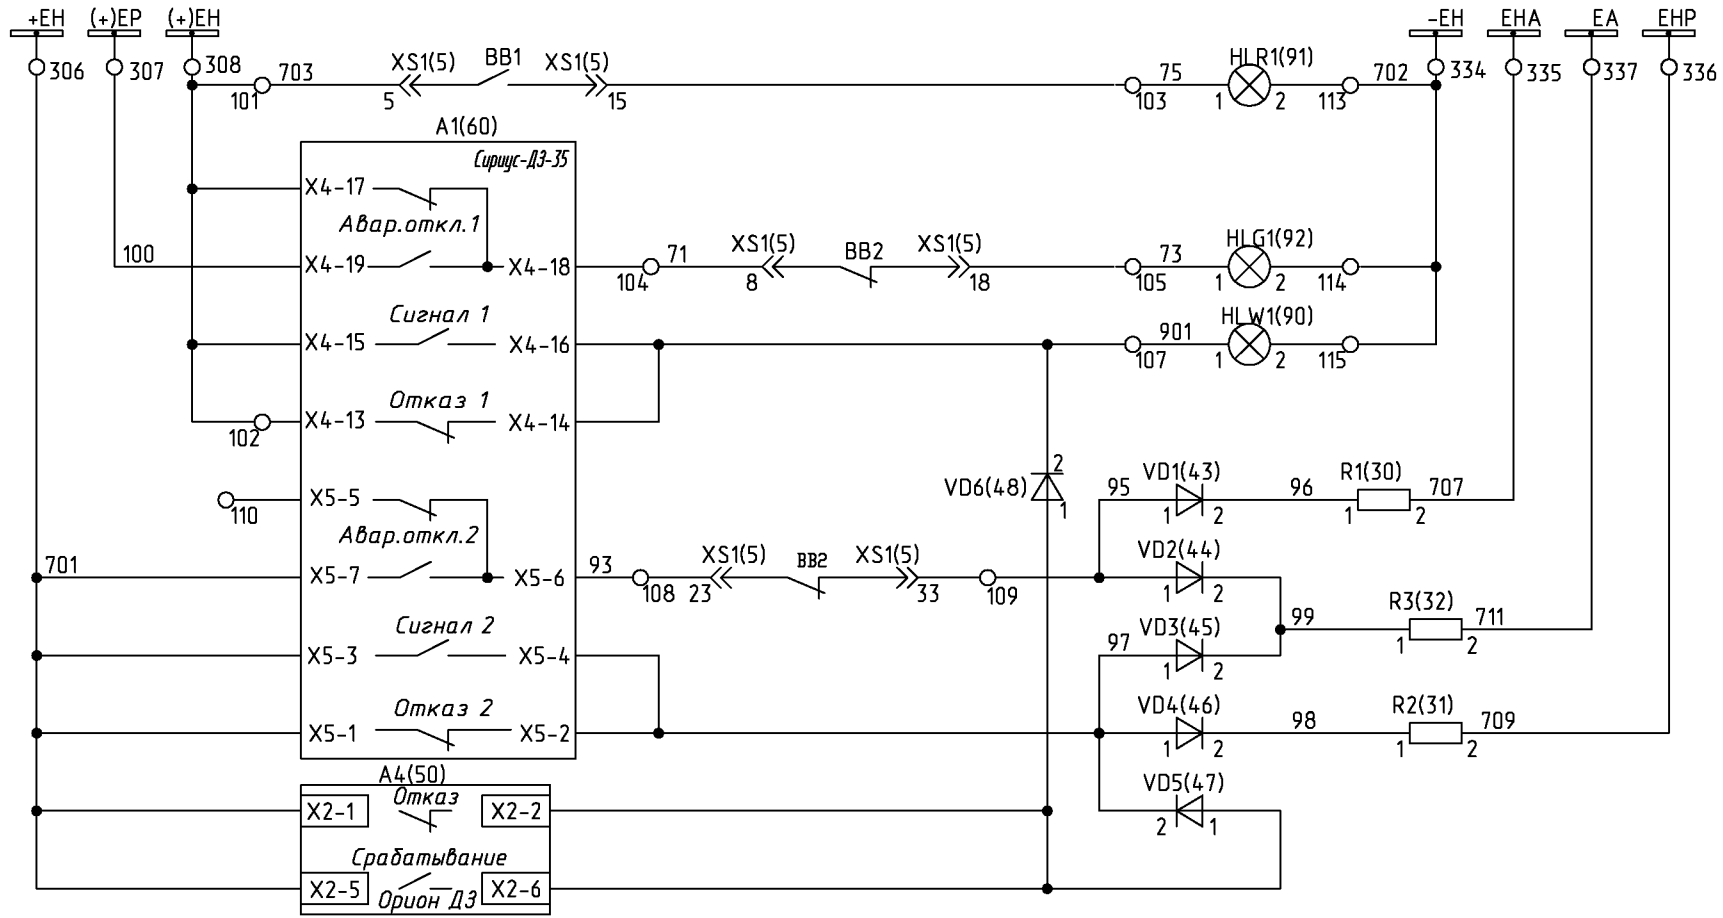 +EH (+)EP (+)EH -EH EHA EA EHP
306 307 308 334 335 337 336
101 703 XS1(5) 5 BB1 XS1(5) 15 103 75 HLR1(91) 1 2 113 702
A1(60)
Сириус-ДЗ-35
X4-17
Авар.откл.1
100 X4-19 X4-18 104 71 XS1(5) 8 BB2 XS1(5) 18 105 73 HLG1(92) 1 2 114
Сигнал 1
X4-15 X4-16 107 901 HLW1(90) 1 2 115
Отказ 1
102 X4-13 X4-14
VD6(48) 2 1
110 X5-5 95 VD1(43) 1 2 96 R1(30) 1 2 707
Авар.откл.2
701 X5-7 X5-6 93 108 XS1(5) 23 BB2 XS1(5) 33 109 VD2(44) 1 2
99 R3(32) 1 2 711
Сигнал 2
X5-3 X5-4 97 VD3(45) 1 2
Отказ 2
X5-1 X5-2 VD4(46) 1 2 98 R2(31) 1 2 709
A4(50)
Отказ
X2-1 X2-2 VD5(47) 2 1
Срабатывание
X2-5 X2-6
Орион ДЗ